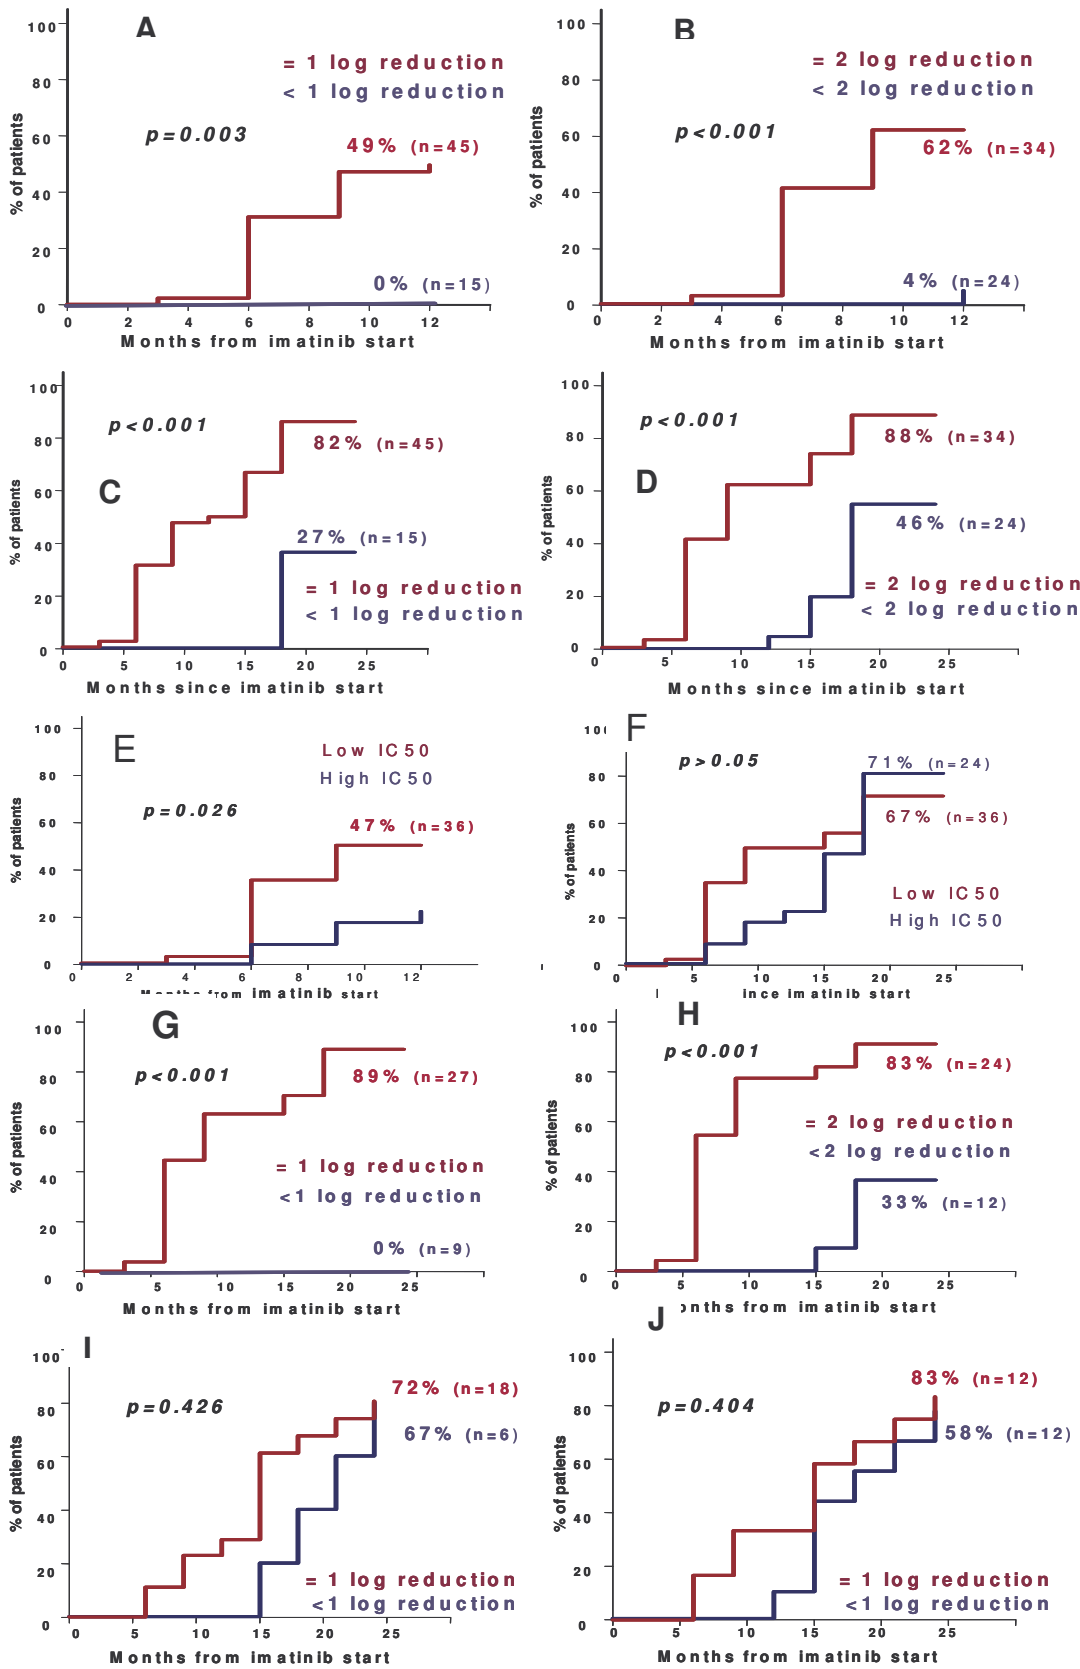 A
100
80
60
40
20
0
% of patients
= 1 log reduction
< 1 log reduction
p=0.003
49% (n=45)
0% (n=15)
0 2 4 6 8 10 12
Months from imatinib start
B
100
80
60
40
20
0
% of patients
= 2 log reduction
< 2 log reduction
p<0.001
62% (n=34)
4% (n=24)
0 2 4 6 8 10 12
Months from imatinib start
C
100
80
60
40
20
0
% of patients
p<0.001
82% (n=45)
27% (n=15)
= 1 log reduction
< 1 log reduction
0 5 10 15 20 25
Months since imatinib start
D
100
80
60
40
20
0
% of patients
p<0.001
88% (n=34)
46% (n=24)
= 2 log reduction
< 2 log reduction
0 5 10 15 20 25
Months since imatinib start
E
100
80
60
40
20
0
% of patients
Low IC50
High IC50
p=0.026
47% (n=36)
0 2 4 6 8 10 12
Months from imatinib start
F
80
60
40
20
0
% of patients
p>0.05
71% (n=24)
67% (n=36)
Low IC50
High IC50
5 10 15 20 25
ince imatinib start
G
100
80
60
40
20
0
% of patients
p<0.001
89% (n=27)
= 1 log reduction
<1 log reduction
0% (n=9)
0 5 10 15 20 25
Months from imatinib start
H
100
80
60
40
20
0
% of patients
p<0.001
83% (n=24)
= 2 log reduction
<2 log reduction
33% (n=12)
0 5 10 15 20 25
onths from imatinib start
I
100
80
60
40
20
0
% of patients
p=0.426
72% (n=18)
67% (n=6)
= 1 log reduction
<1 log reduction
0 5 10 15 20 25
Months from imatinib start
J
100
80
60
40
20
0
% of patients
p=0.404
83% (n=12)
58% (n=12)
= 1 log reduction
<1 log reduction
0 5 10 15 20 25
Months from imatinib start